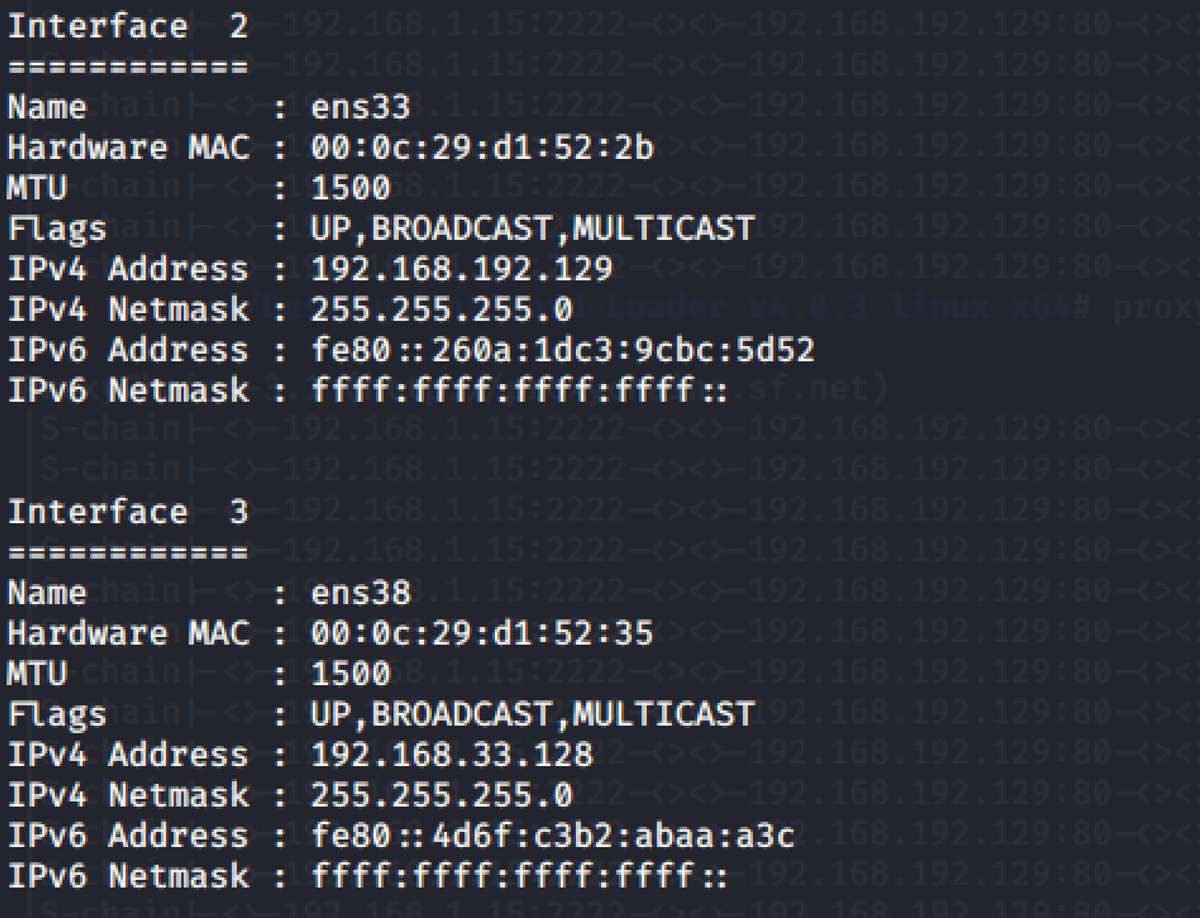 Interface  2
============
Name         : ens33
Hardware MAC : 00:0c:29:d1:52:2b
MTU          : 1500
Flags        : UP,BROADCAST,MULTICAST
IPv4 Address : 192.168.192.129
IPv4 Netmask : 255.255.255.0
IPv6 Address : fe80::260a:1dc3:9cbc:5d52
IPv6 Netmask : ffff:ffff:ffff:ffff::
Interface  3
============
Name         : ens38
Hardware MAC : 00:0c:29:d1:52:35
MTU          : 1500
Flags        : UP,BROADCAST,MULTICAST
IPv4 Address : 192.168.33.128
IPv4 Netmask : 255.255.255.0
IPv6 Address : fe80::4d6f:c3b2:abaa:a3c
IPv6 Netmask : ffff:ffff:ffff:ffff::